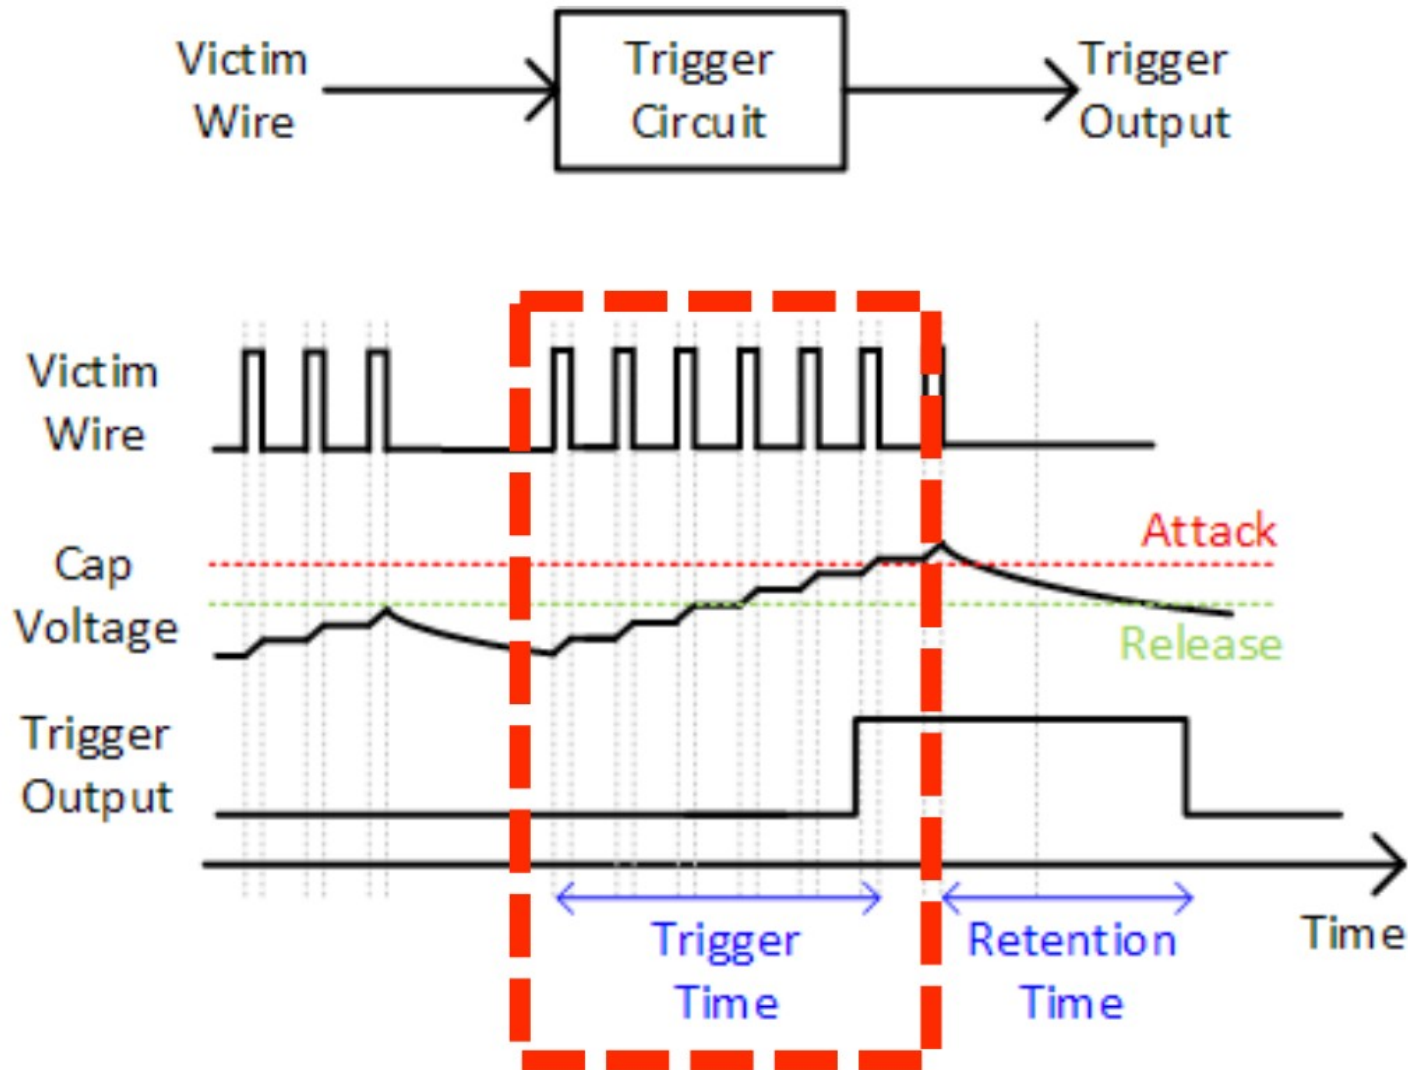 Victim
Wire
Trigger
Circuit
Trigger
Output
Victim
Wire
Cap
Voltage
Attack
Release
Trigger
Output
Trigger
Time
Retention
Time
Time